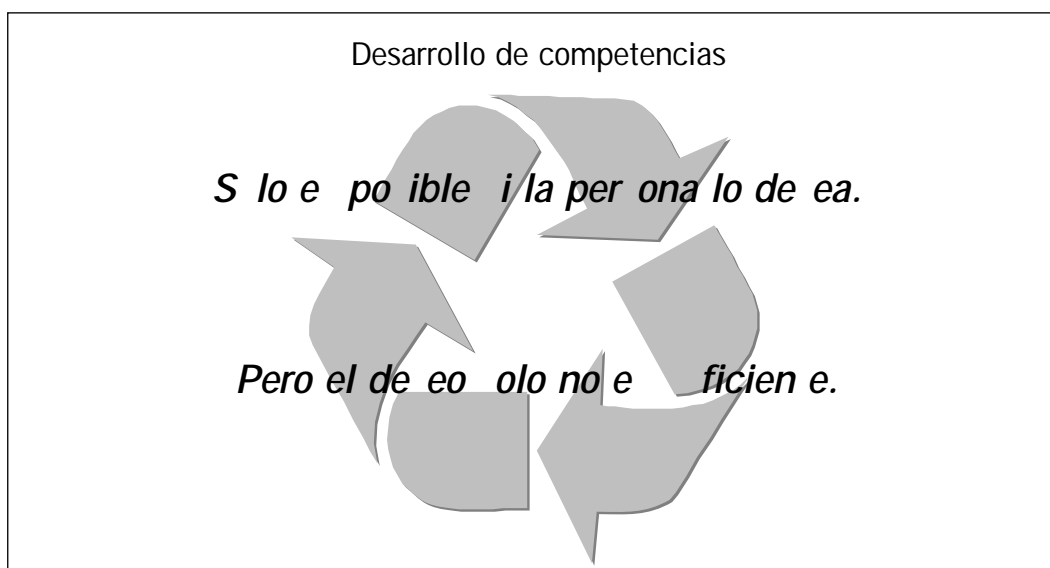 Desarrollo de competencias
S lo e po ible i la per ona lo de ea.
Pero el de eo olo no e ficien e.